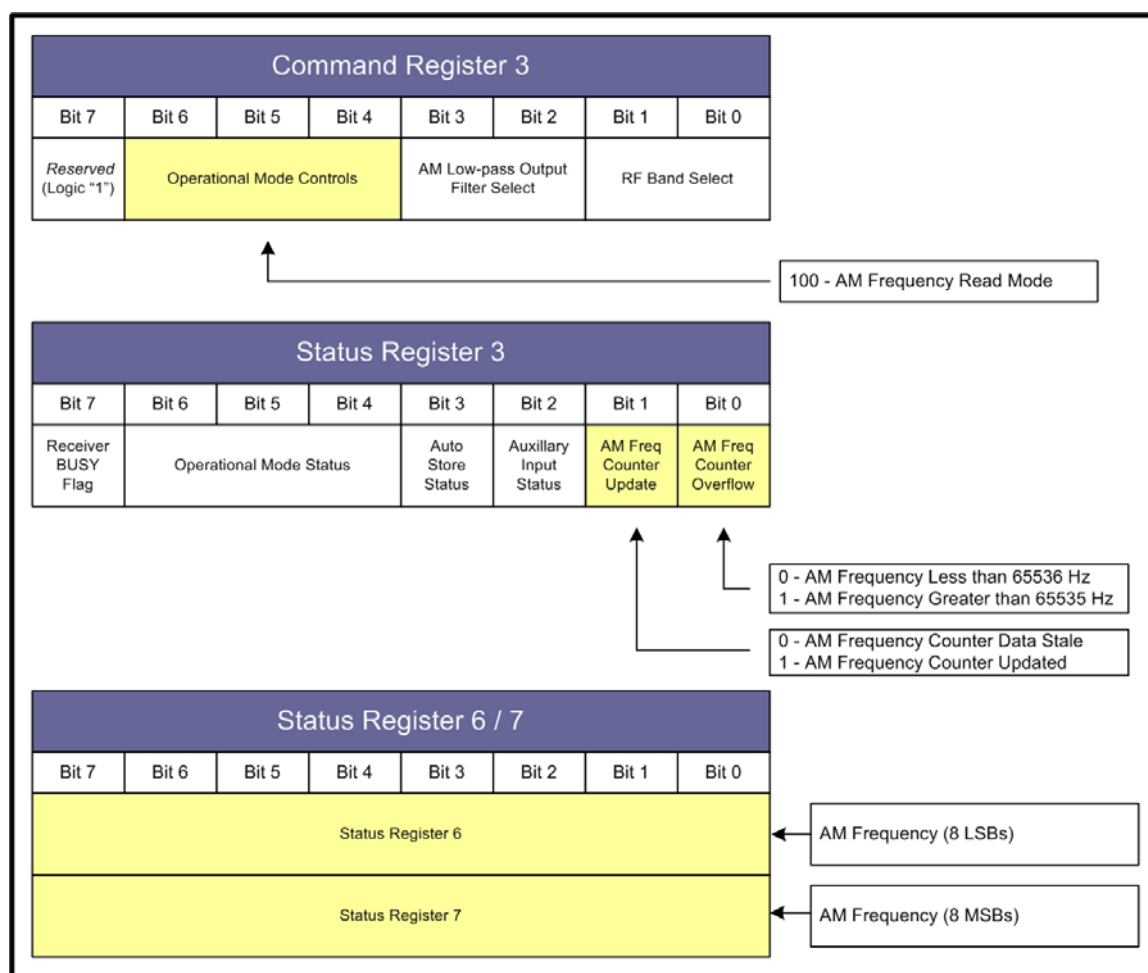 Command Register 3
Bit 7 Bit 6 Bit 5 Bit 4 Bit 3 Bit 2 Bit 1 Bit 0
Reserved
(Logic "1")
Operational Mode Controls
AM Low-pass Output
Filter Select
RF Band Select
100 - AM Frequency Read Mode
Status Register 3
Bit 7 Bit 6 Bit 5 Bit 4 Bit 3 Bit 2 Bit 1 Bit 0
Receiver
BUSY
Flag
Operational Mode Status
Auto
Store
Status
Auxillary
Input
Status
AM Freq
Counter
Update
AM Freq
Counter
Overflow
0 - AM Frequency Less than 65536 Hz
1 - AM Frequency Greater than 65535 Hz
0 - AM Frequency Counter Data Stale
1 - AM Frequency Counter Updated
Status Register 6 / 7
Bit 7 Bit 6 Bit 5 Bit 4 Bit 3 Bit 2 Bit 1 Bit 0
Status Register 6
AM Frequency (8 LSBs)
Status Register 7
AM Frequency (8 MSBs)